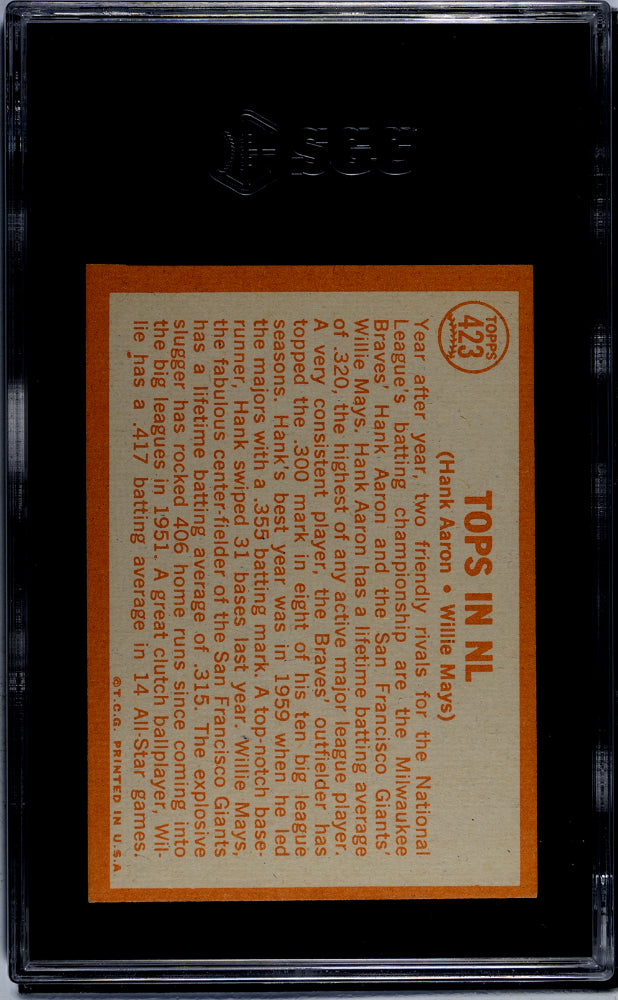 SGC
TOPPS
423
TOPS IN NL
(Hank Aaron • Willie Mays)
Year after year, two friendly rivals for the National
League's batting championship are the Milwaukee
Braves' Hank Aaron and the San Francisco Giants'
Willie Mays. Hank Aaron has a lifetime batting average
of .320, the highest of any active major league player.
A very consistent player, the Braves' outfielder has
topped the .300 mark in eight of his ten big league
seasons. Hank's best year was in 1959 when he led
the majors with a .355 batting mark. A top-notch base-
runner, Hank swiped 31 bases last year. Willie Mays,
the fabulous center-fielder of the San Francisco Giants
has a lifetime batting average of .315. The explosive
slugger has rocked 406 home runs since coming into
the big leagues in 1951. A great clutch ballplayer, Wil-
lie has a .417 batting average in 14 All-Star games.
©T.C.G. PRINTED IN U.S.A